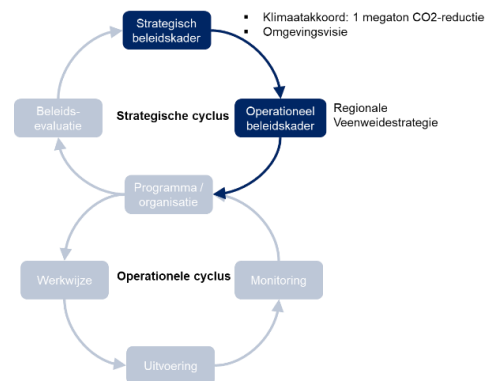 Strategisch
beleidskader
▪ Klimaatakkoord: 1 megaton CO2-reductie
▪ Omgevingsvisie
Beleids-
evaluatie
Strategische cyclus
Operationeel
beleidskader
Regionale
Veenweidestrategie
Programma /
organisatie
Werkwijze
Operationele cyclus
Monitoring
Uitvoering